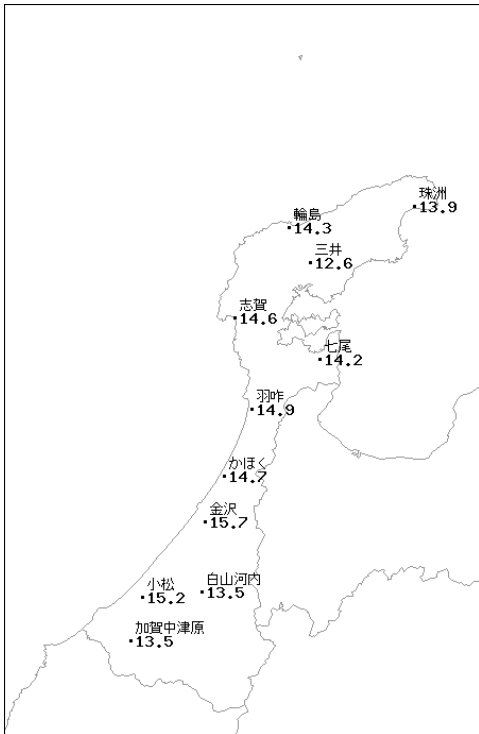 珠洲
13.9
輪島
14.3
三井
12.6
志賀
14.6
七尾
14.2
羽咋
14.9
かほく
14.7
金沢
15.7
白山河内
13.5
小松
15.2
加賀中津原
13.5